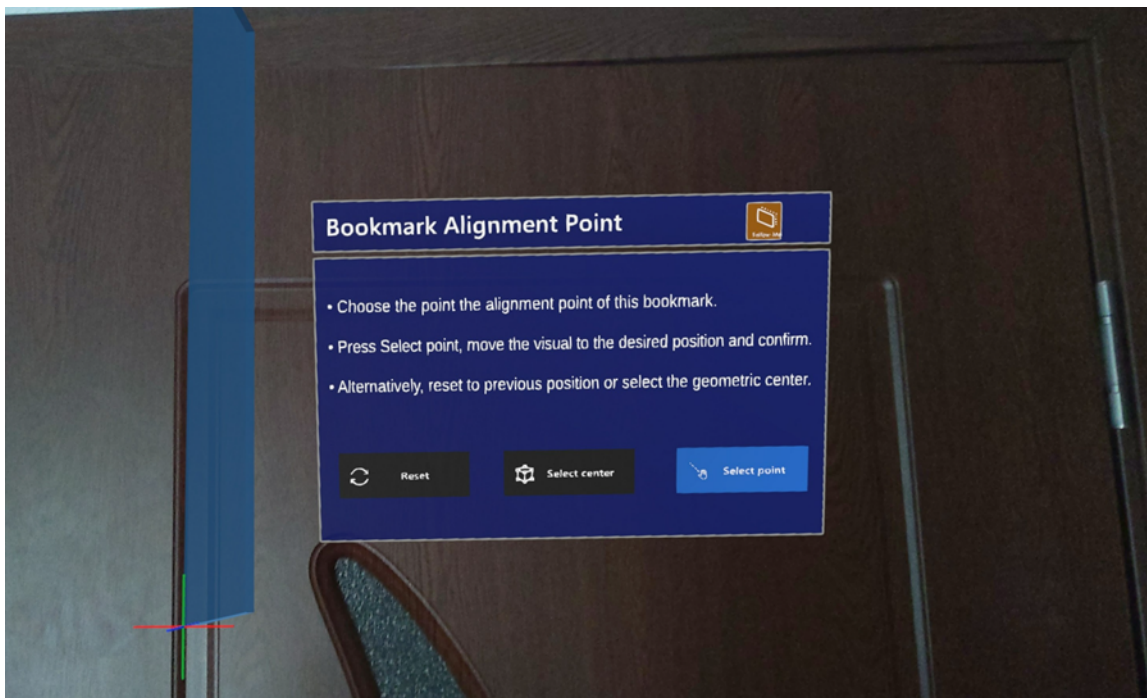 Bookmark Alignment Point
Follow Me
• Choose the point the alignment point of this bookmark.
• Press Select point, move the visual to the desired position and confirm.
• Alternatively, reset to previous position or select the geometric center.
Reset
Select center
Select point